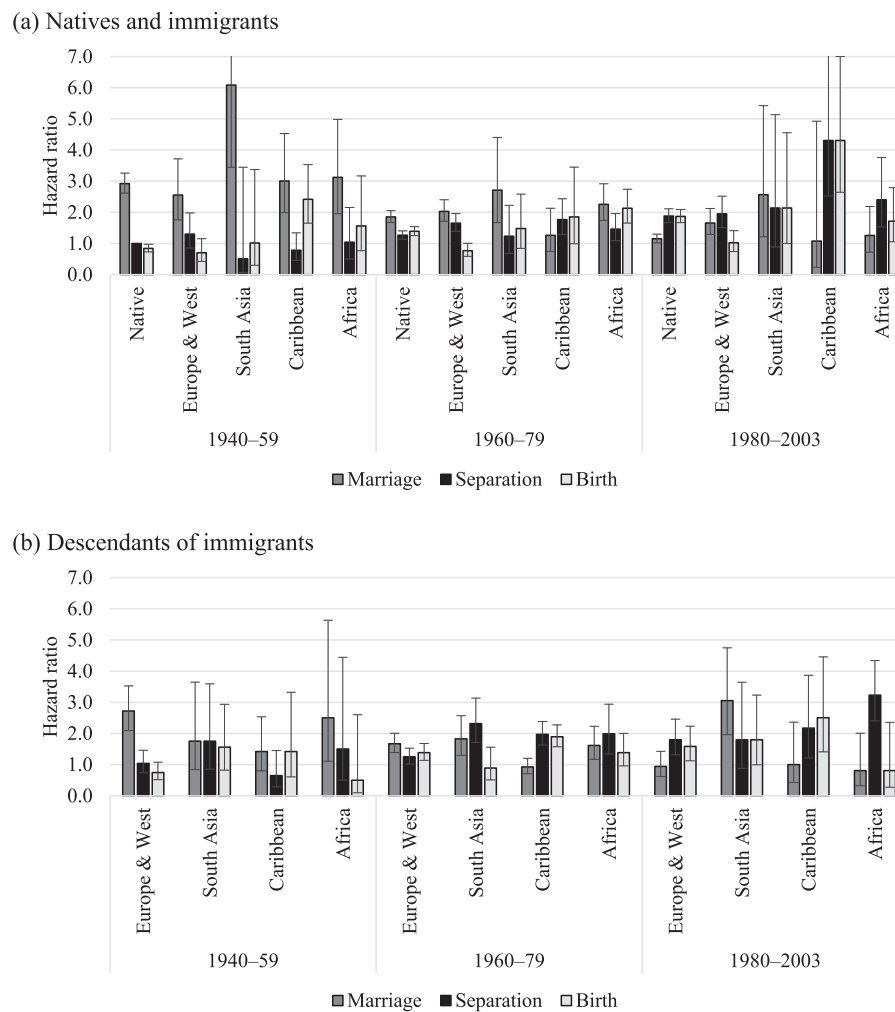 (a) Natives and immigrants
7.0
6.0
5.0
4.0
3.0
2.0
1.0
0.0
Hazard ratio
Native
Europe & West
South Asia
Caribbean
Africa
Native
Europe & West
South Asia
Caribbean
Africa
Native
Europe & West
South Asia
Caribbean
Africa
1940–59 1960–79 1980–2003
Marriage Separation Birth
(b) Descendants of immigrants
7.0
6.0
5.0
4.0
3.0
2.0
1.0
0.0
Hazard ratio
Europe & West
South Asia
Caribbean
Africa
Europe & West
South Asia
Caribbean
Africa
Europe & West
South Asia
Caribbean
Africa
1940–59 1960–79 1980–2003
Marriage Separation Birth